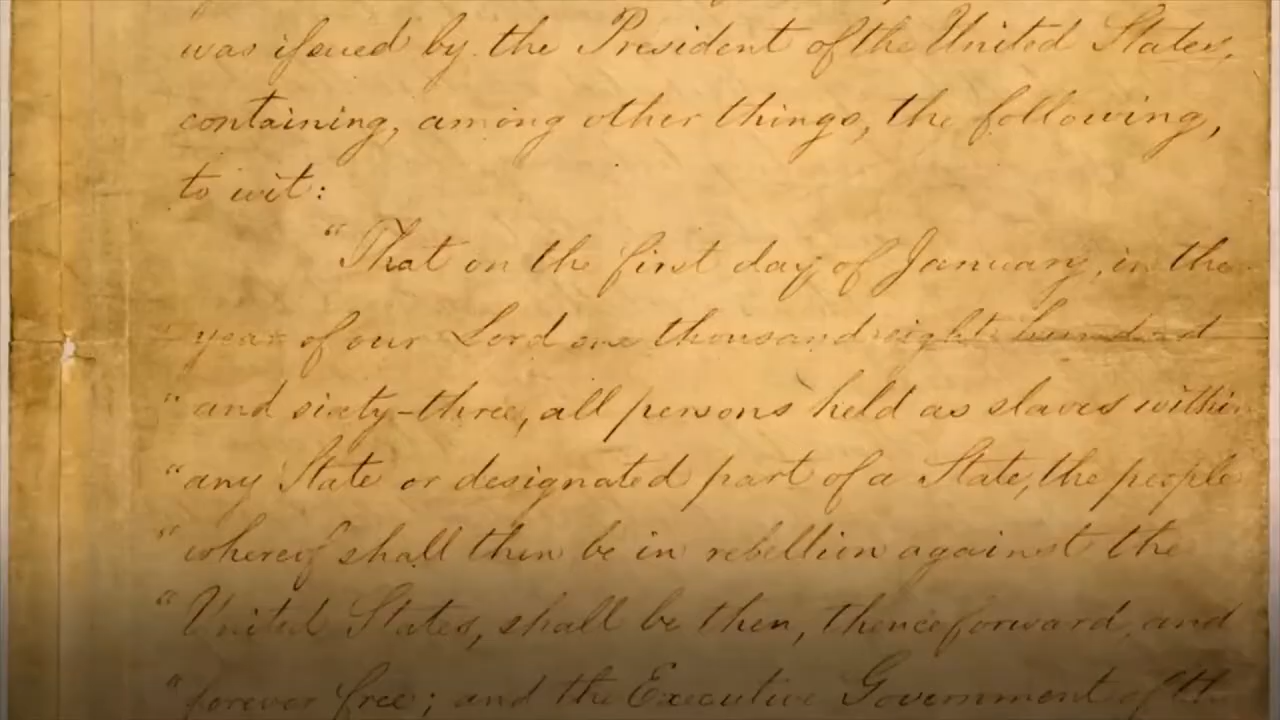 was issued by the President of the United States,
containing, among other things, the following,
to wit:
"That on the first day of January, in the
"year of our Lord one thousand eight hundred
"and sixty-three, all persons held as slaves within
"any State or designated part of a State, the people
"whereof shall then be in rebellion against the
"United States, shall be then, thenceforward, and
"forever free; and the Executive Government of the